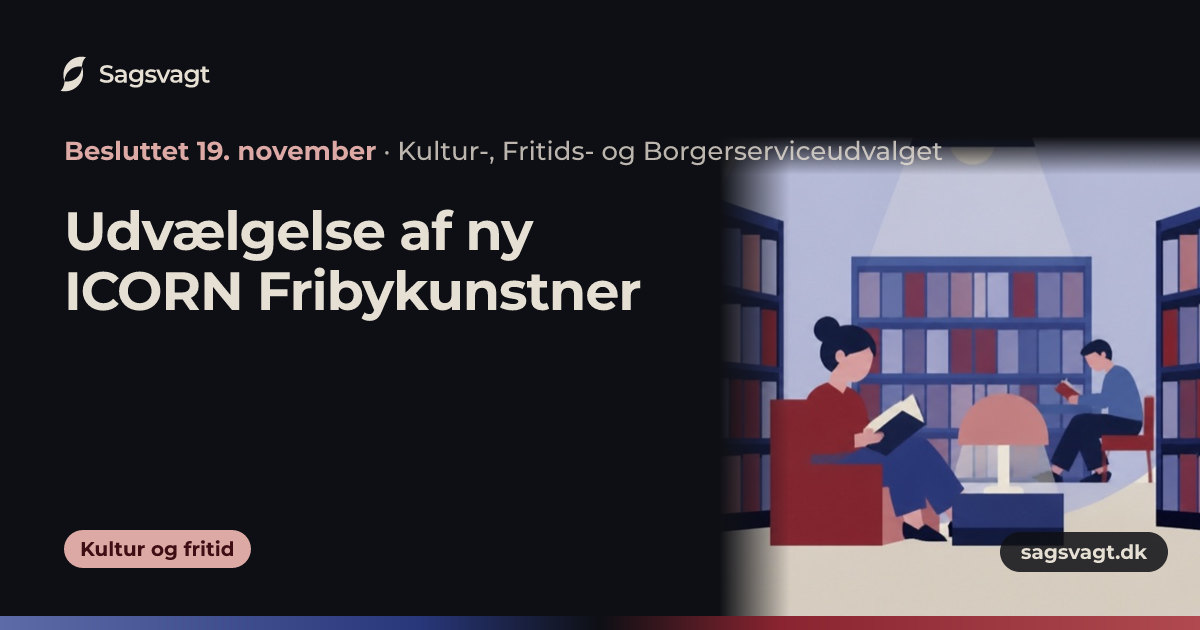 Sagsvagt
Besluttet 19. november · Kultur-, Fritids- og Borgerserviceudvalget
Udvælgelse af ny
ICORN Fribykunstner
Kultur og fritid
sagsvagt.dk